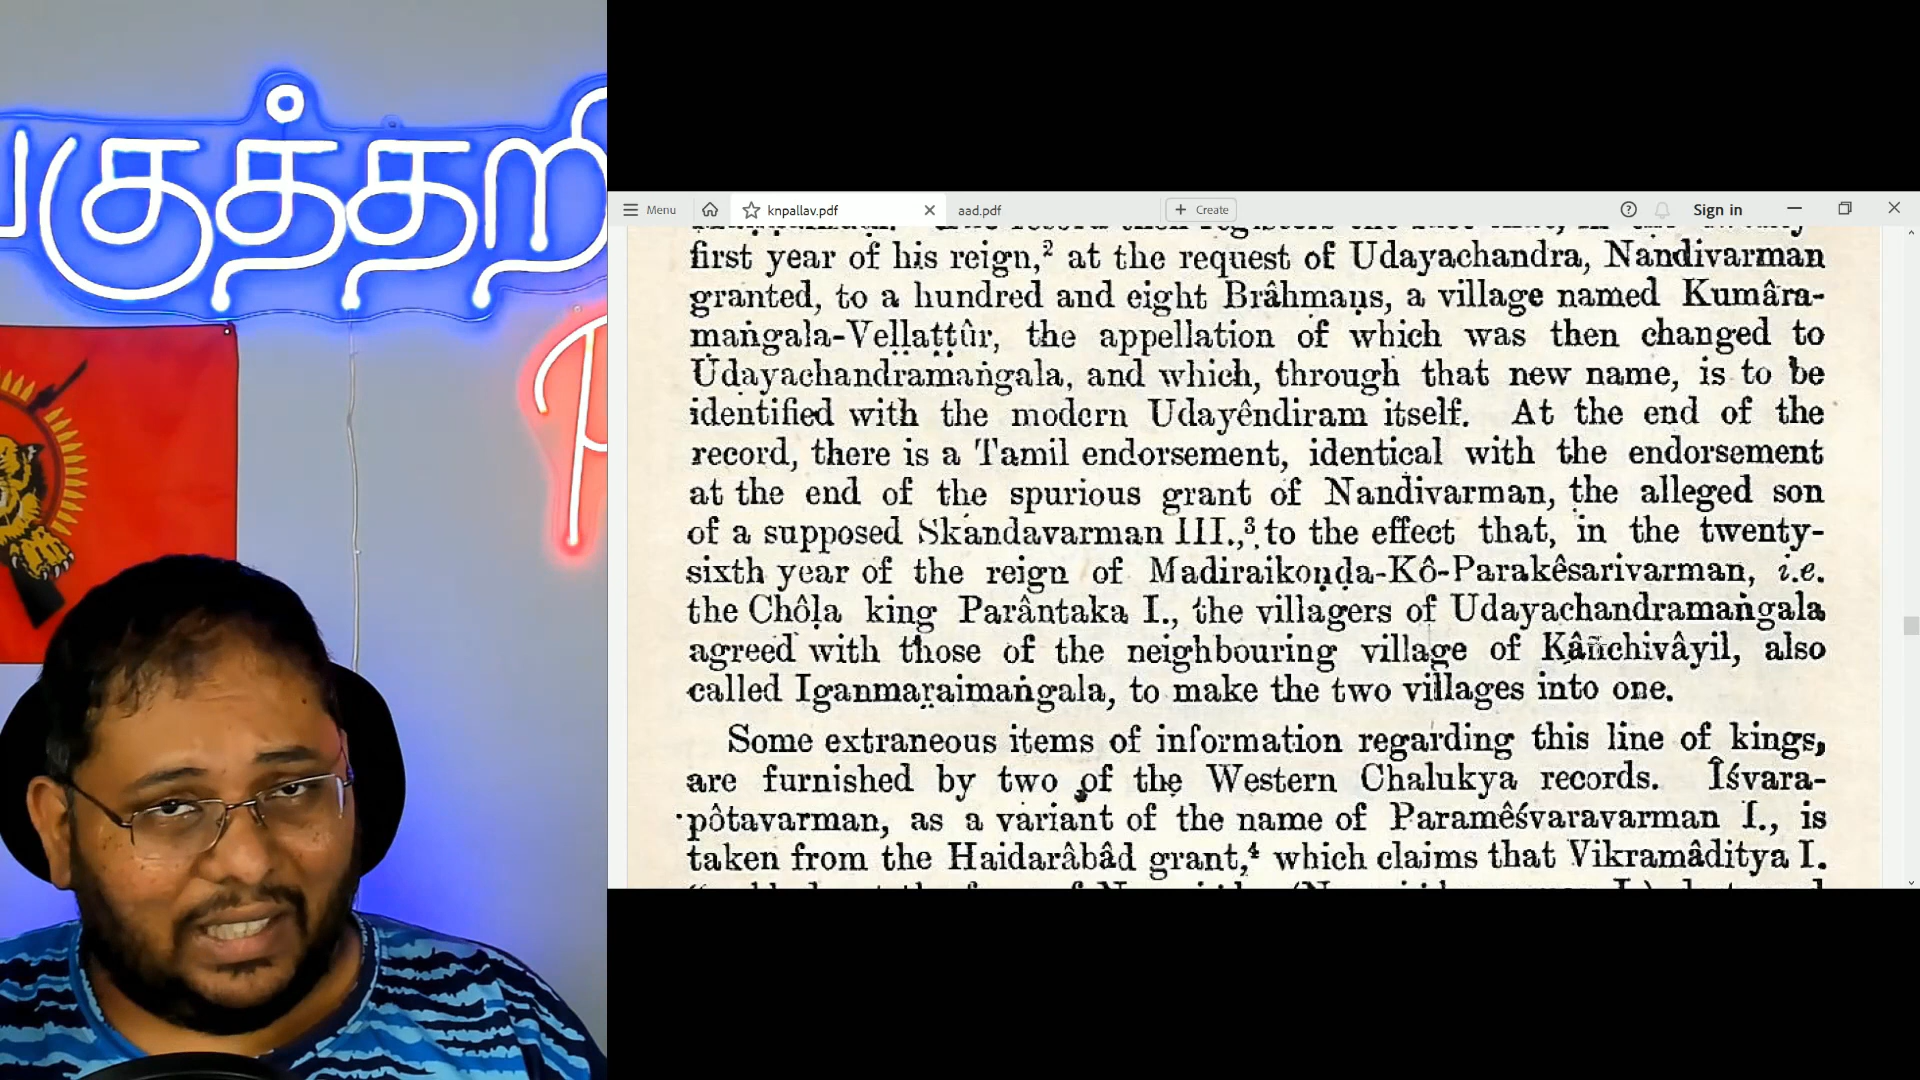 குத்தறி
Menu
knpallav.pdf
aad.pdf
Create
Sign in
first year of his reign,² at the request of Udayachandra, Nandivarman
granted, to a hundred and eight Brâhmaṇs, a village named Kumâra-
maṅgala-Veḷḷaṭṭûr, the appellation of which was then changed to
Udayachandramaṅgala, and which, through that new name, is to be
identified with the modern Udayêndiram itself. At the end of the
record, there is a Tamil endorsement, identical with the endorsement
at the end of the spurious grant of Nandivarman, the alleged son
of a supposed Skandavarman III.,³ to the effect that, in the twenty-
sixth year of the reign of Madiraikoṇḍa-Kô-Parakêsarivarman, i.e.
the Chôḷa king Parântaka I., the villagers of Udayachandramaṅgala
agreed with those of the neighbouring village of Kâñchivâyil, also
called Iganmaṟaimaṅgala, to make the two villages into one.
Some extraneous items of information regarding this line of kings,
are furnished by two of the Western Chalukya records. Îśvara-
pôtavarman, as a variant of the name of Paramêśvaravarman I., is
taken from the Haidarâbâd grant,⁴ which claims that Vikramâditya I.